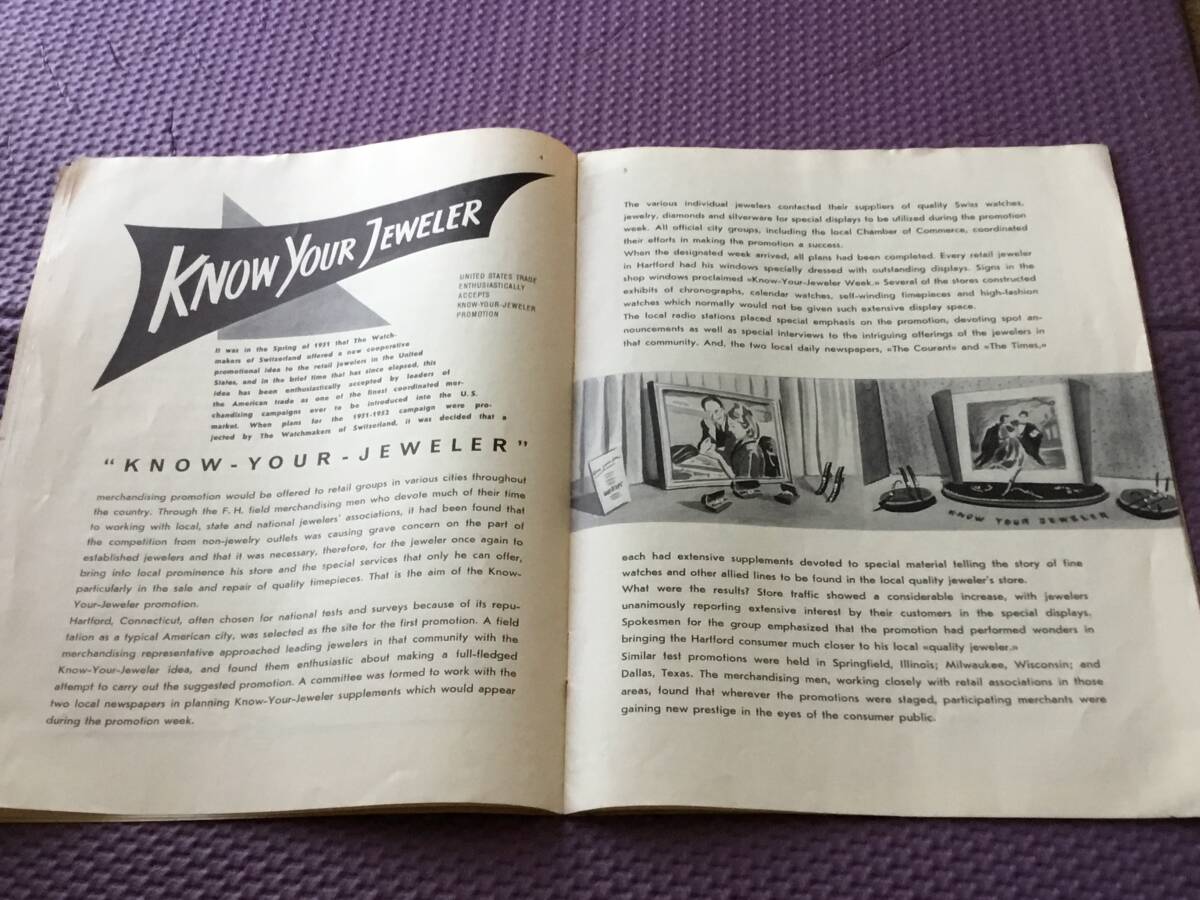 4
KNOW YOUR JEWELER
UNITED STATES TRADE
ENTHUSIASTICALLY
ACCEPTS
KNOW-YOUR-JEWELER
PROMOTION
It was in the Spring of 1951 that The Watch-
makers of Switzerland offered a new cooperative
promotional idea to the retail jewelers in the United
States, and in the brief time that has since elapsed, this
idea has been enthusiastically accepted by leaders of
the American trade as one of the finest coordinated mer-
chandising campaigns ever to be introduced into the U.S.
market. When plans for the 1951-1952 campaign were pro-
jected by The Watchmakers of Switzerland, it was decided that a
“KNOW-YOUR-JEWELER”
merchandising promotion would be offered to retail groups in various cities throughout
the country. Through the F. H. field merchandising men who devote much of their time
to working with local, state and national jewelers’ associations, it had been found that
the competition from non-jewelry outlets was causing grave concern on the part of
established jewelers and that it was necessary, therefore, for the jeweler once again to
bring into local prominence his store and the special services that only he can offer,
particularly in the sale and repair of quality timepieces. That is the aim of the Know-
Your-Jeweler promotion.
Hartford, Connecticut, often chosen for national tests and surveys because of its repu-
tation as a typical American city, was selected as the site for the first promotion. A field
merchandising representative approached leading jewelers in that community with the
Know-Your-Jeweler idea, and found them enthusiastic about making a full-fledged
attempt to carry out the suggested promotion. A committee was formed to work with the
two local newspapers in planning Know-Your-Jeweler supplements which would appear
during the promotion week.
5
The various individual jewelers contacted their suppliers of quality Swiss watches,
jewelry, diamonds and silverware for special displays to be utilized during the promotion
week. All official city groups, including the local Chamber of Commerce, coordinated
their efforts in making the promotion a success.
When the designated week arrived, all plans had been completed. Every retail jeweler
in Hartford had his windows specially dressed with outstanding displays. Signs in the
shop windows proclaimed «Know-Your-Jeweler Week.» Several of the stores constructed
exhibits of chronographs, calendar watches, self-winding timepieces and high-fashion
watches which normally would not be given such extensive display space.
The local radio stations placed special emphasis on the promotion, devoting spot an-
nouncements as well as special interviews to the intriguing offerings of the jewelers in
that community. And, the two local daily newspapers, «The Courant» and «The Times,»
KNOW YOUR JEWELER
each had extensive supplements devoted to special material telling the story of fine
watches and other allied lines to be found in the local quality jeweler’s store.
What were the results? Store traffic showed a considerable increase, with jewelers
unanimously reporting extensive interest by their customers in the special displays.
Spokesmen for the group emphasized that the promotion had performed wonders in
bringing the Hartford consumer much closer to his local «quality jeweler.»
Similar test promotions were held in Springfield, Illinois; Milwaukee, Wisconsin; and
Dallas, Texas. The merchandising men, working closely with retail associations in those
areas, found that wherever the promotions were staged, participating merchants were
gaining new prestige in the eyes of the consumer public.